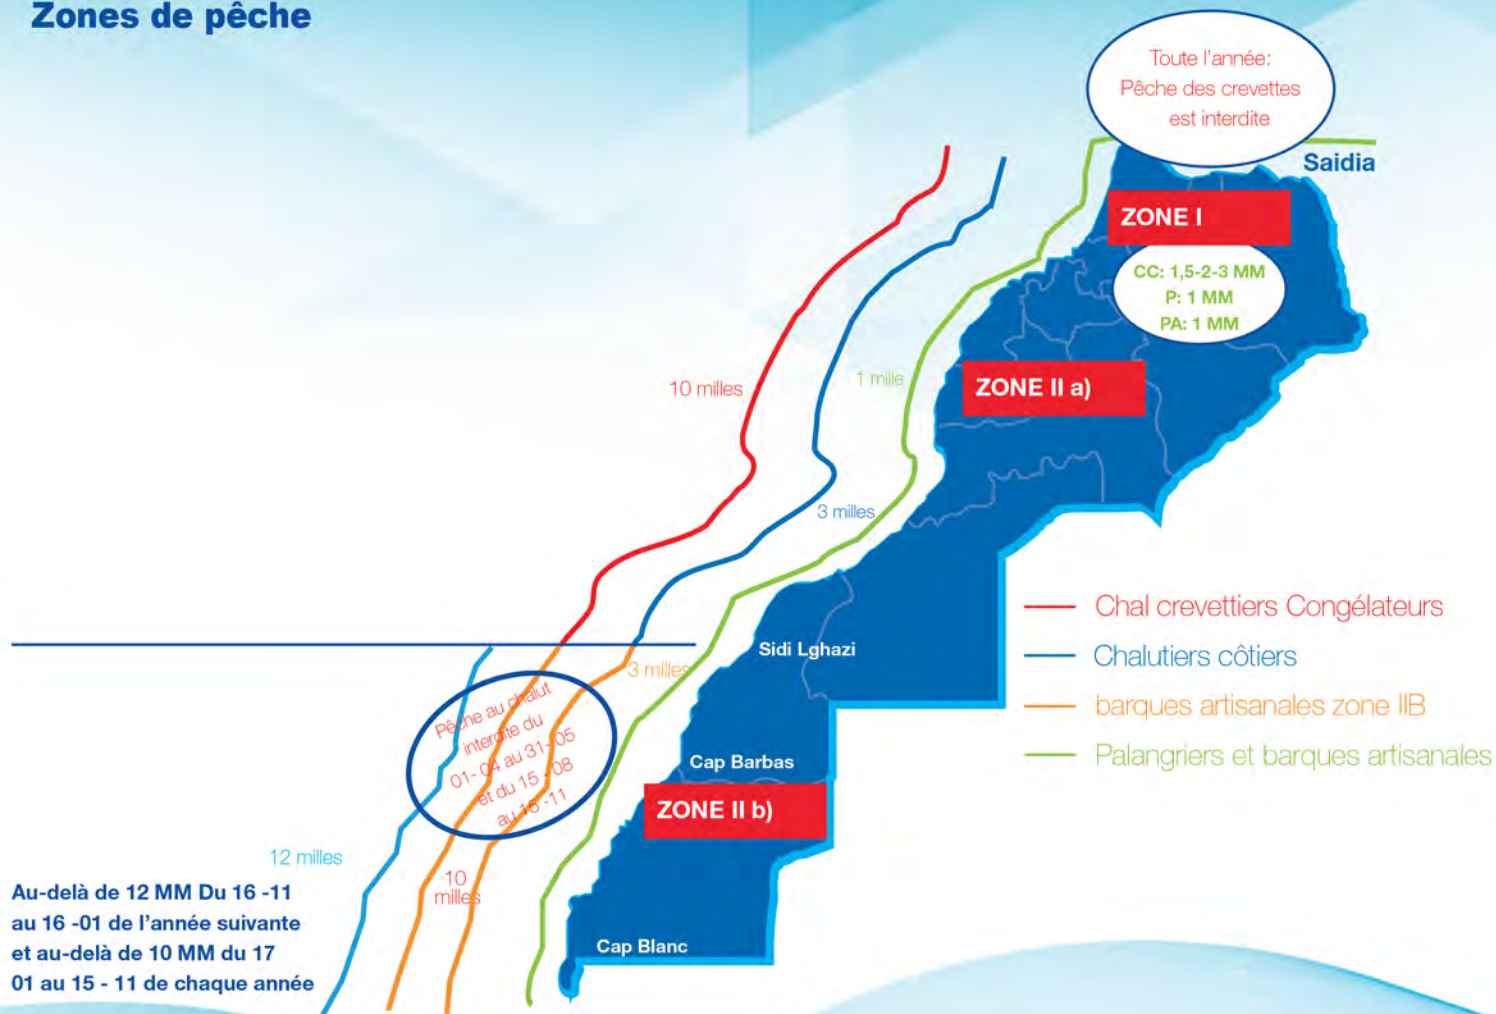 Zones de pêche
Toute l'année:
Pêche des crevettes
est interdite
Saidia
ZONE I
CC: 1,5-2-3 MM
P: 1 MM
PA: 1 MM
10 milles
1 mille
ZONE II a)
3 milles
Chal crevettiers Congélateurs
Chalutiers côtiers
barques artisanales zone IIB
Palangriers et barques artisanales
Sidi Lghazi
3 milles
Pêche au chalut
interdite du
01- 04 au 31- 05
et du 15 - 08
au 15 -11
Cap Barbas
ZONE II b)
12 milles
10
milles
Au-delà de 12 MM Du 16 -11
au 16 -01 de l'année suivante
et au-delà de 10 MM du 17
01 au 15 - 11 de chaque année
Cap Blanc